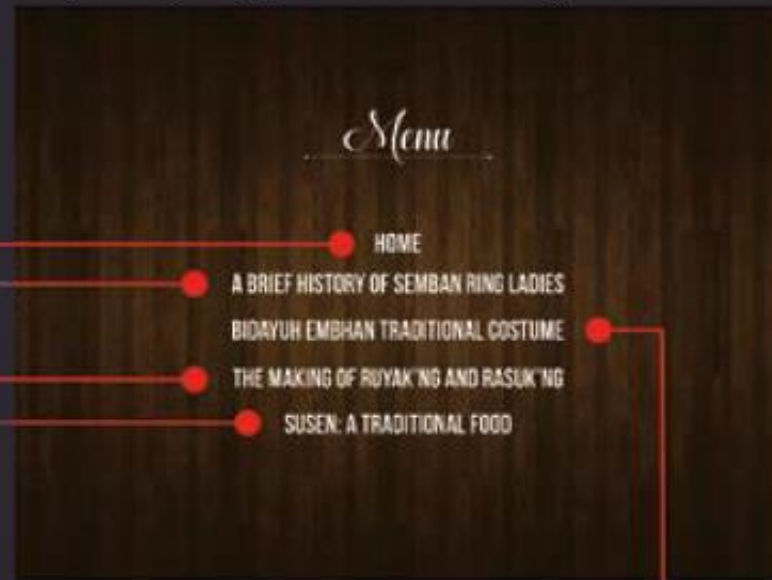 Menu
HOME
A BRIEF HISTORY OF SEMBAN RING LADIES
BIDAYUH EMBHAN TRADITIONAL COSTUME
THE MAKING OF RUYAK'NG AND RASUK'NG
SUSEN: A TRADITIONAL FOOD